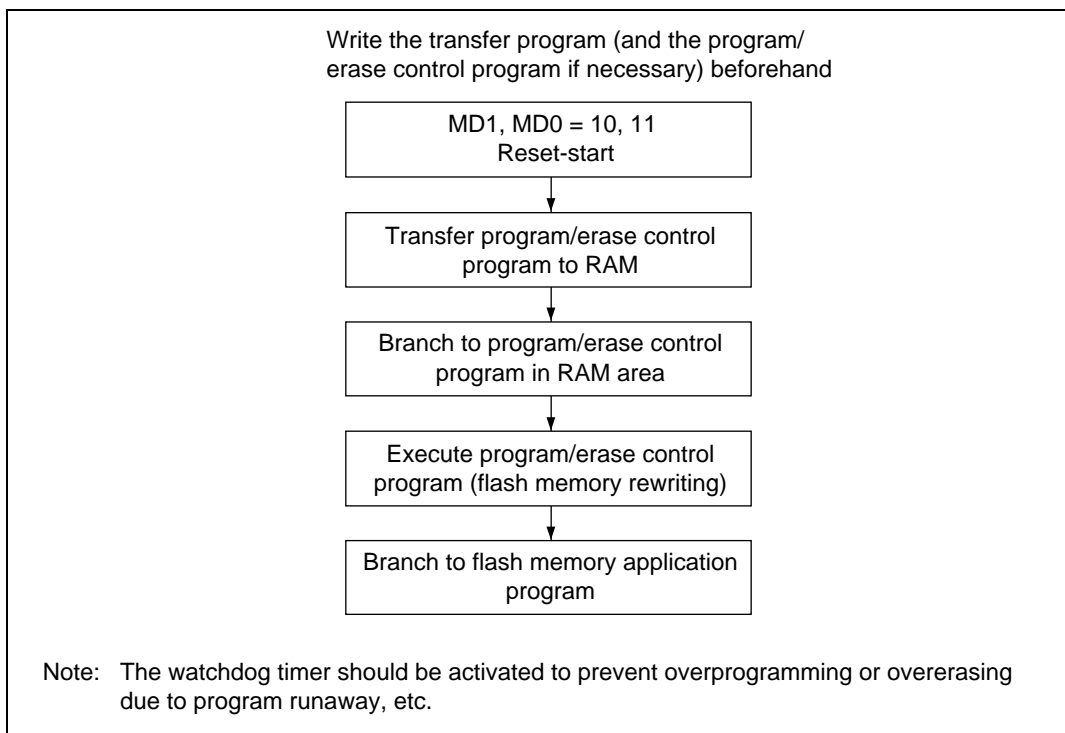 Write the transfer program (and the program/
erase control program if necessary) beforehand
MD1, MD0 = 10, 11
Reset-start
Transfer program/erase control
program to RAM
Branch to program/erase control
program in RAM area
Execute program/erase control
program (flash memory rewriting)
Branch to flash memory application
program
Note: The watchdog timer should be activated to prevent overprogramming or overerasing
due to program runaway, etc.